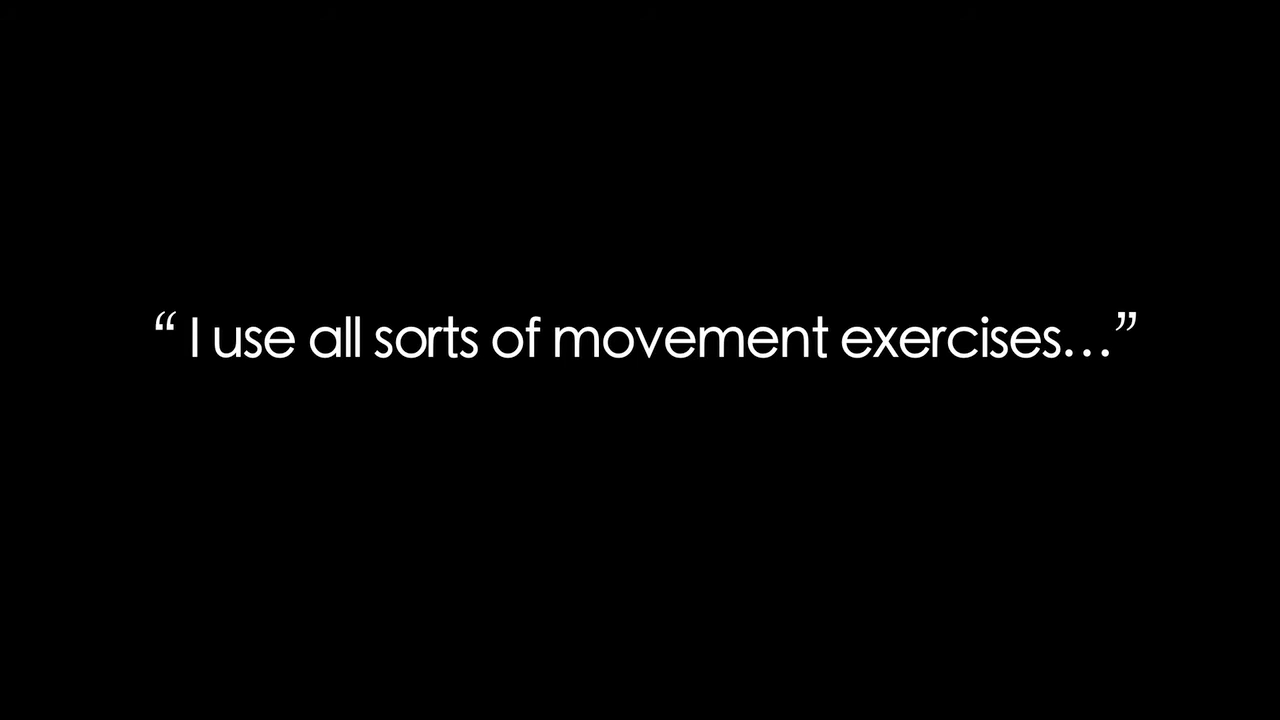 “ I use all sorts of movement exercises…”